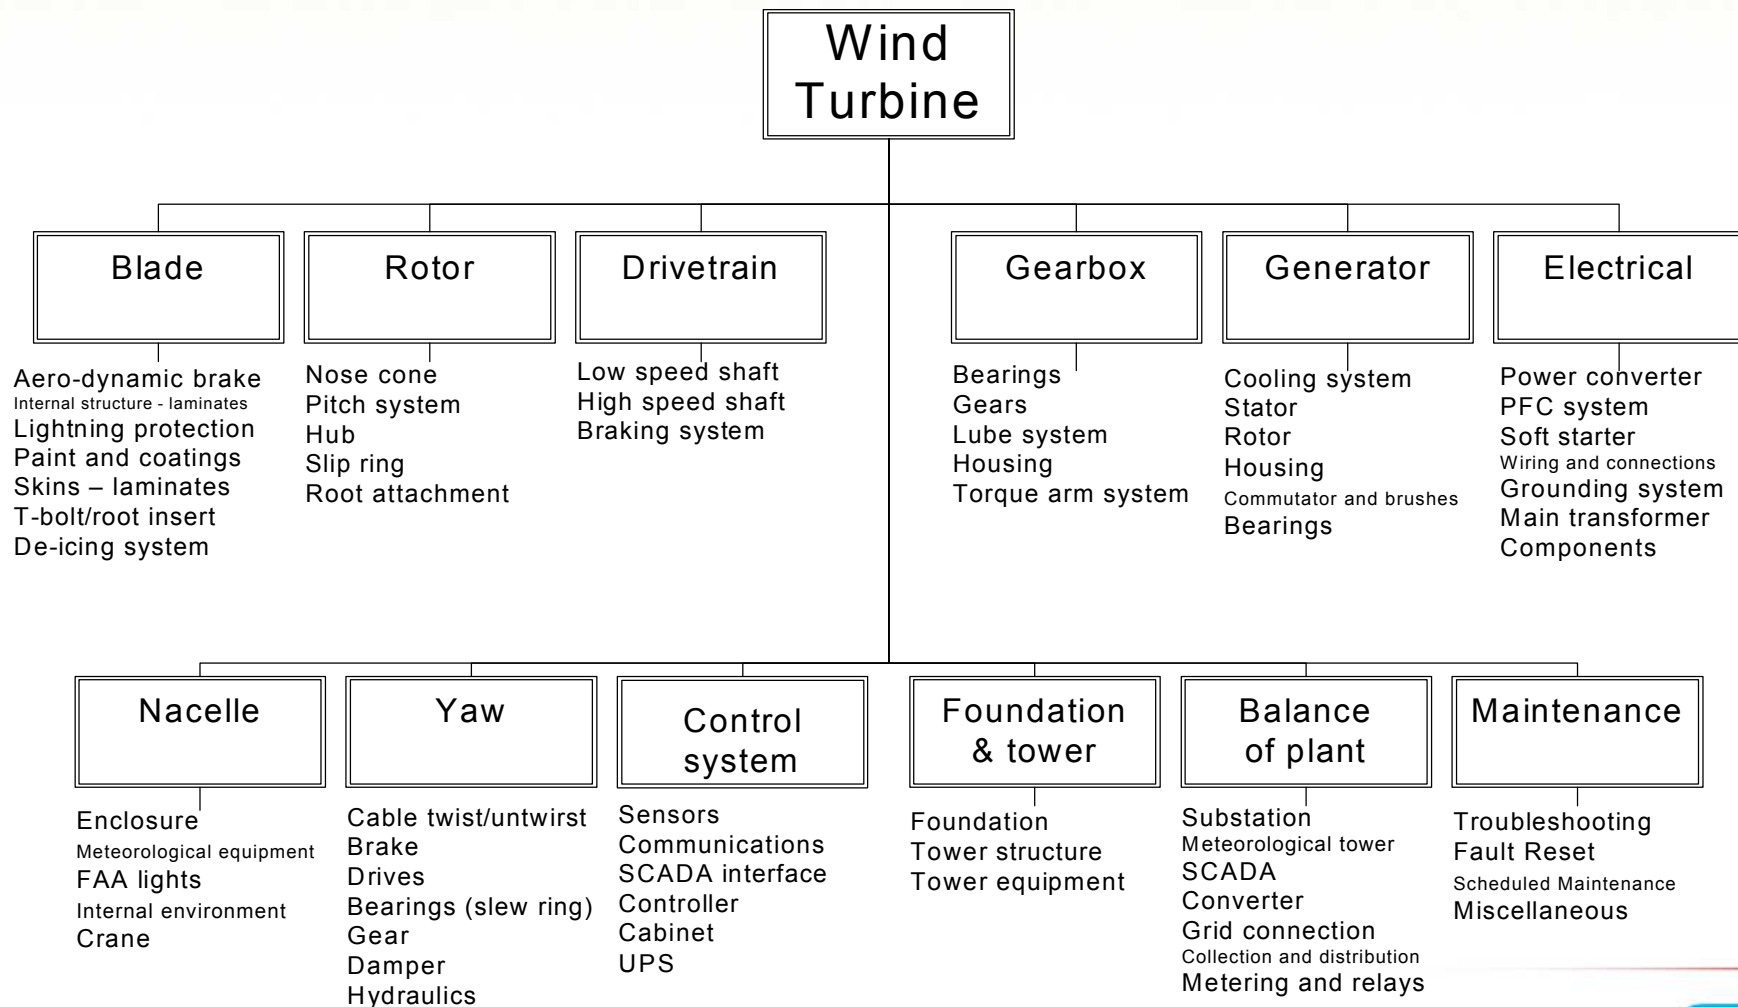 Wind
Turbine
Blade
Aero-dynamic brake
Internal structure - laminates
Lightning protection
Paint and coatings
Skins – laminates
T-bolt/root insert
De-icing system
Rotor
Nose cone
Pitch system
Hub
Slip ring
Root attachment
Drivetrain
Low speed shaft
High speed shaft
Braking system
Gearbox
Bearings
Gears
Lube system
Housing
Torque arm system
Generator
Cooling system
Stator
Rotor
Housing
Commutator and brushes
Bearings
Electrical
Power converter
PFC system
Soft starter
Wiring and connections
Grounding system
Main transformer
Components
Nacelle
Enclosure
Meteorological equipment
FAA lights
Internal environment
Crane
Yaw
Cable twist/untwirst
Brake
Drives
Bearings (slew ring)
Gear
Damper
Hydraulics
Control
system
Sensors
Communications
SCADA interface
Controller
Cabinet
UPS
Foundation
& tower
Foundation
Tower structure
Tower equipment
Balance
of plant
Substation
Meteorological tower
SCADA
Converter
Grid connection
Collection and distribution
Metering and relays
Maintenance
Troubleshooting
Fault Reset
Scheduled Maintenance
Miscellaneous